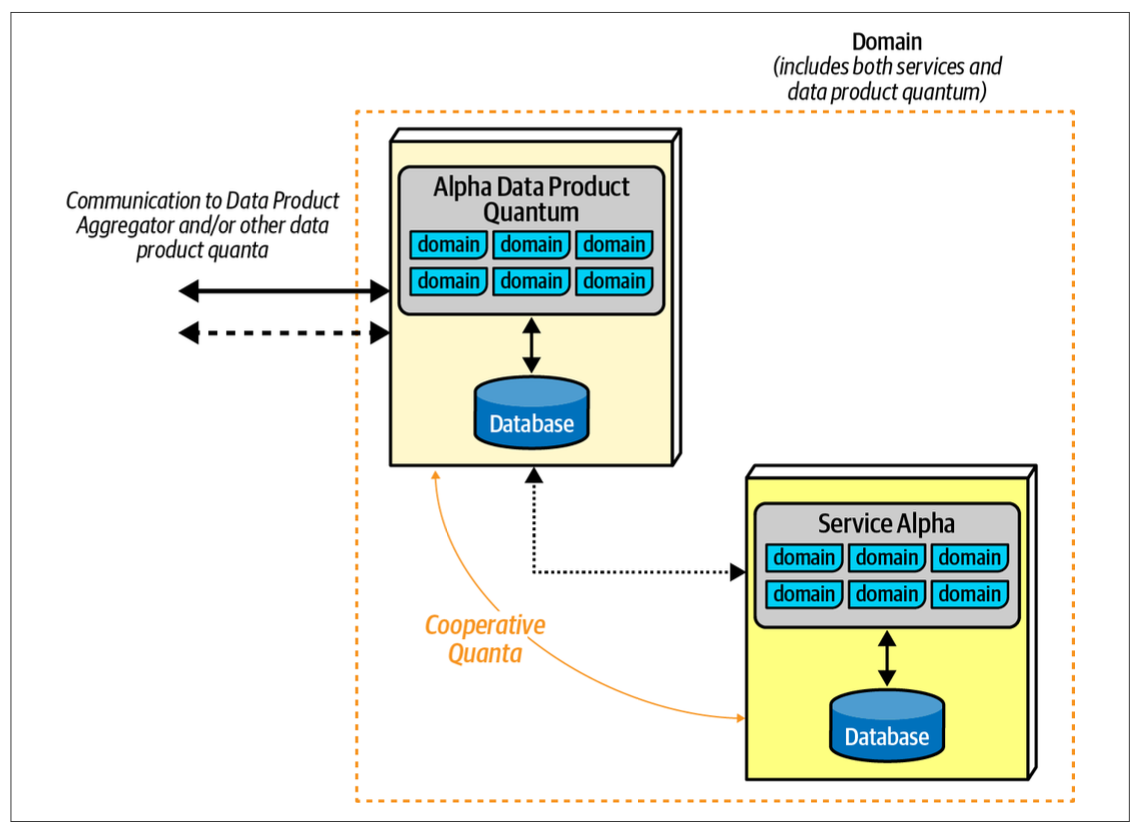 Domain
(includes both services and
data product quantum)
Communication to Data Product
Aggregator and/or other data
product quanta
Alpha Data Product
Quantum
domain domain domain
domain domain domain
Database
Service Alpha
domain domain domain
domain domain domain
Database
Cooperative
Quanta